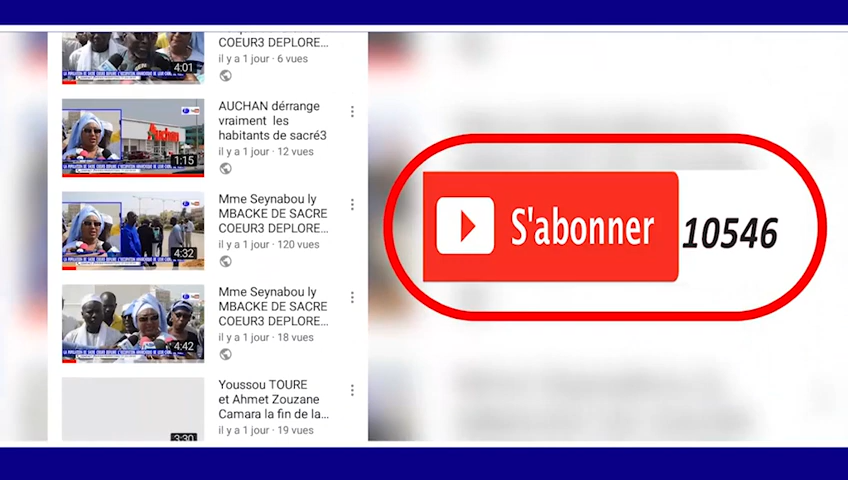 COEUR3 DEPLORE...
il y a 1 jour · 6 vues
4:01
AUCHAN dérrange
vraiment les
habitants de sacré3
il y a 1 jour · 12 vues
Auchan
1:15
Mme Seynabou ly
MBACKE DE SACRE
COEUR3 DEPLORE...
il y a 1 jour · 120 vues
4:32
Mme Seynabou ly
MBACKE DE SACRE
COEUR3 DEPLORE...
il y a 1 jour · 18 vues
4:42
Youssou TOURE
et Ahmet Zouzane
Camara la fin de la...
il y a 1 jour · 19 vues
3:30
S'abonner
10546